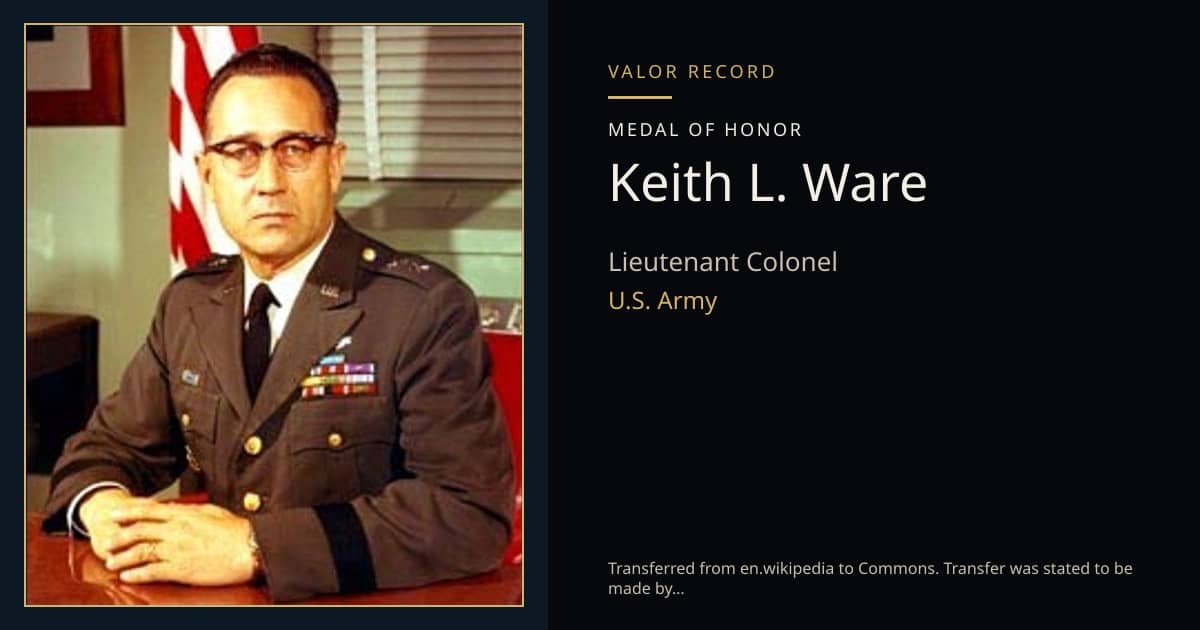 VALOR RECORD
MEDAL OF HONOR
Keith L. Ware
Lieutenant Colonel
U.S. Army
Transferred from en.wikipedia to Commons. Transfer was stated to be
made by...